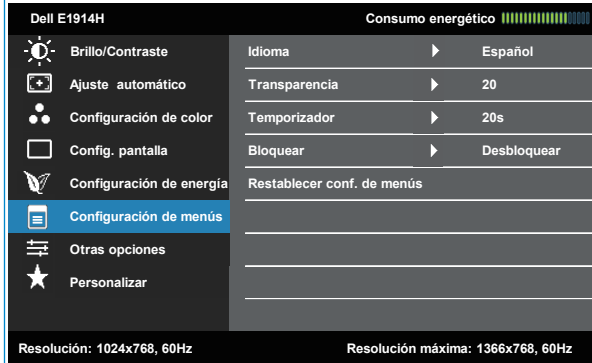 Dell E1914H Consumo energético
Brillo/Contraste Idioma Español
Ajuste automático Transparencia 20
Configuración de color Temporizador 20s
Config. pantalla Bloquear Desbloquear
Configuración de energía Restablecer conf. de menús
Configuración de menús
Otras opciones
Personalizar
Resolución: 1024x768, 60Hz Resolución máxima: 1366x768, 60Hz